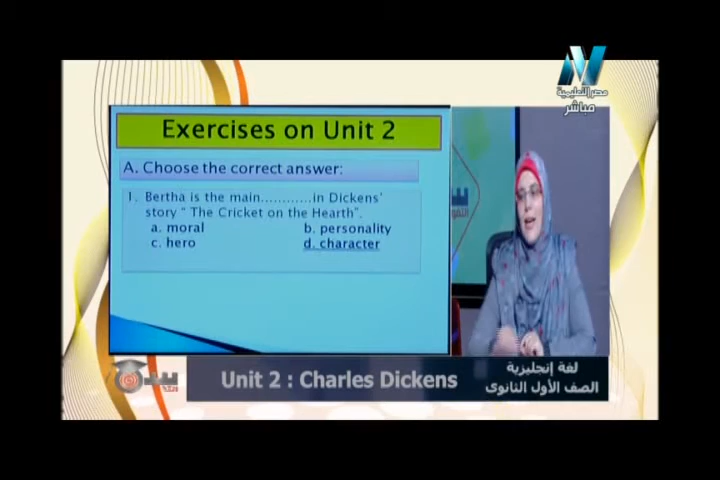 مصر التعليمية
مباشر
Exercises on Unit 2
A. Choose the correct answer:
1. Bertha is the main............in Dickens'
story " The Cricket on the Hearth".
a. moral
b. personality
c. hero
d. character
لغة إنجليزية
Unit 2 : Charles Dickens
الصف الأول الثانوى